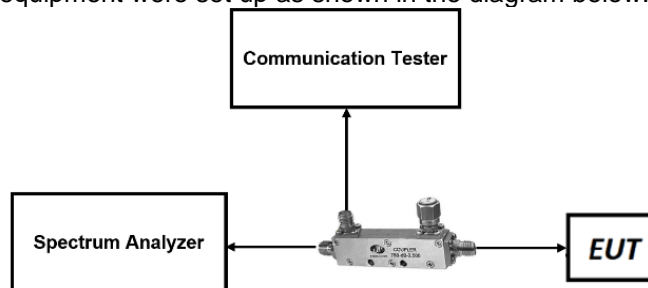 equipment were set up as shown in the diagram below.
Communication Tester
Spectrum Analyzer
COUPLER
EUT